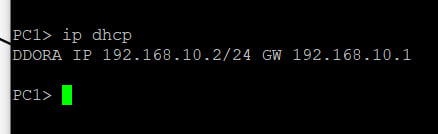 PC1> ip dhcp
DDORA IP 192.168.10.2/24 GW 192.168.10.1
PC1>